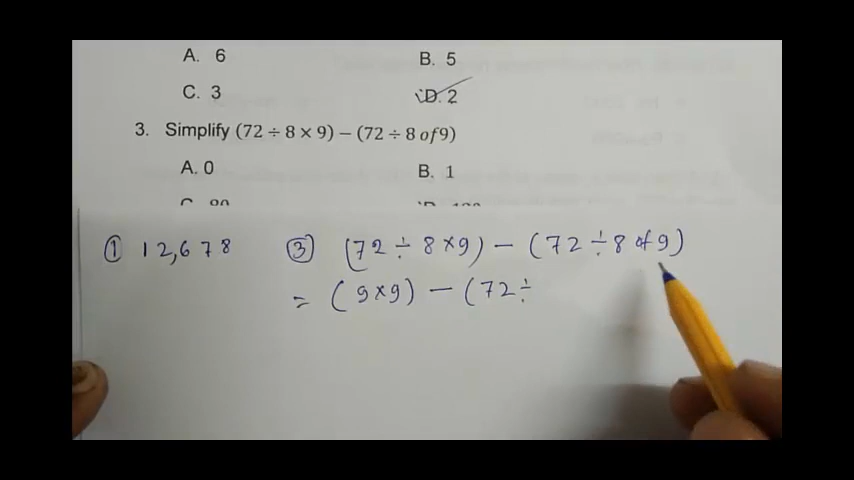 A. 6 B. 5
C. 3 D. 2
3. Simplify (72 ÷ 8 × 9) − (72 ÷ 8 of 9)
A. 0 B. 1
① 12,678 ③ (72 ÷ 8 × 9) − (72 ÷ 8 of 9)
= (9 × 9) − (72 ÷